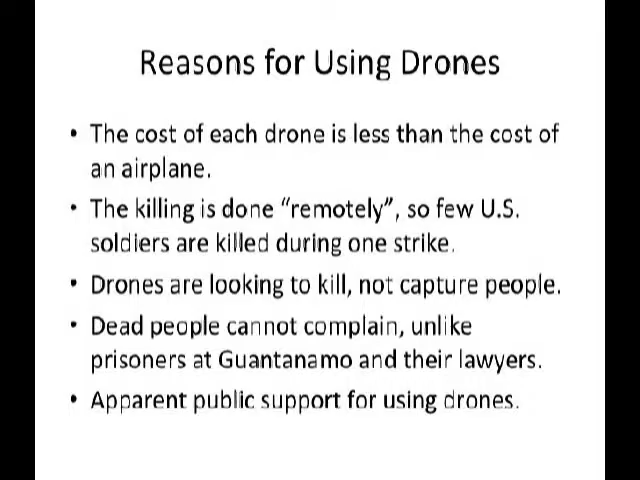 Reasons for Using Drones
• The cost of each drone is less than the cost of
an airplane.
• The killing is done “remotely”, so few U.S.
soldiers are killed during one strike.
• Drones are looking to kill, not capture people.
• Dead people cannot complain, unlike
prisoners at Guantanamo and their lawyers.
• Apparent public support for using drones.